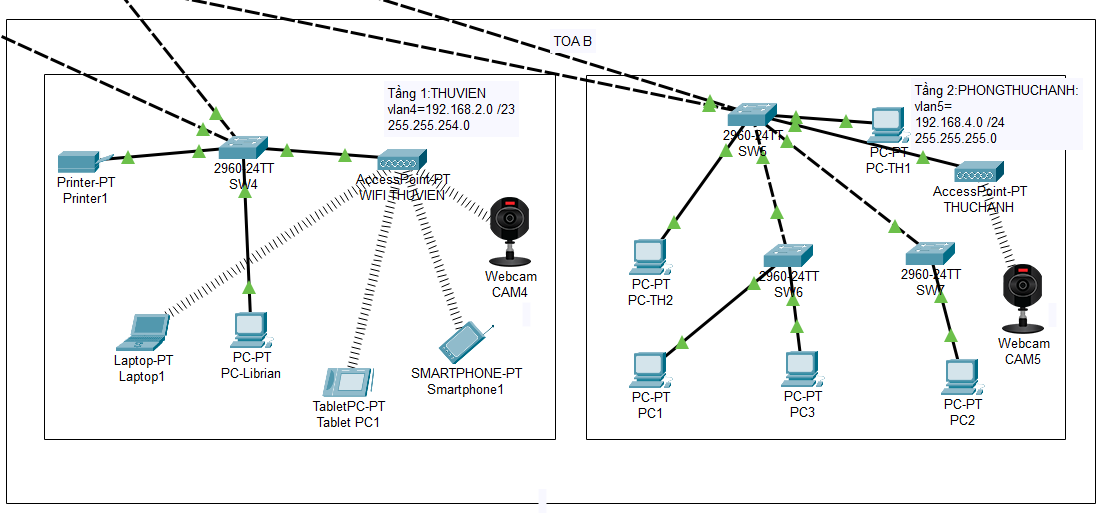 TOA B
Tầng 1:THUVIEN
vlan4=192.168.2.0 /23
255.255.254.0
Printer-PT
Printer1
2960-24TT
SW4
AccessPoint-PT
WIFI THUVIEN
Webcam
CAM4
Laptop-PT
Laptop1
PC-PT
PC-Librian
TabletPC-PT
Tablet PC1
SMARTPHONE-PT
Smartphone1
Tầng 2:PHONGTHUCHANH:
vlan5=
192.168.4.0 /24
255.255.255.0
2960-24TT
SW5
PC-PT
PC-TH1
AccessPoint-PT
THUCHANH
PC-PT
PC-TH2
2960-24TT
SW6
2960-24TT
SW7
Webcam
CAM5
PC-PT
PC1
PC-PT
PC3
PC-PT
PC2